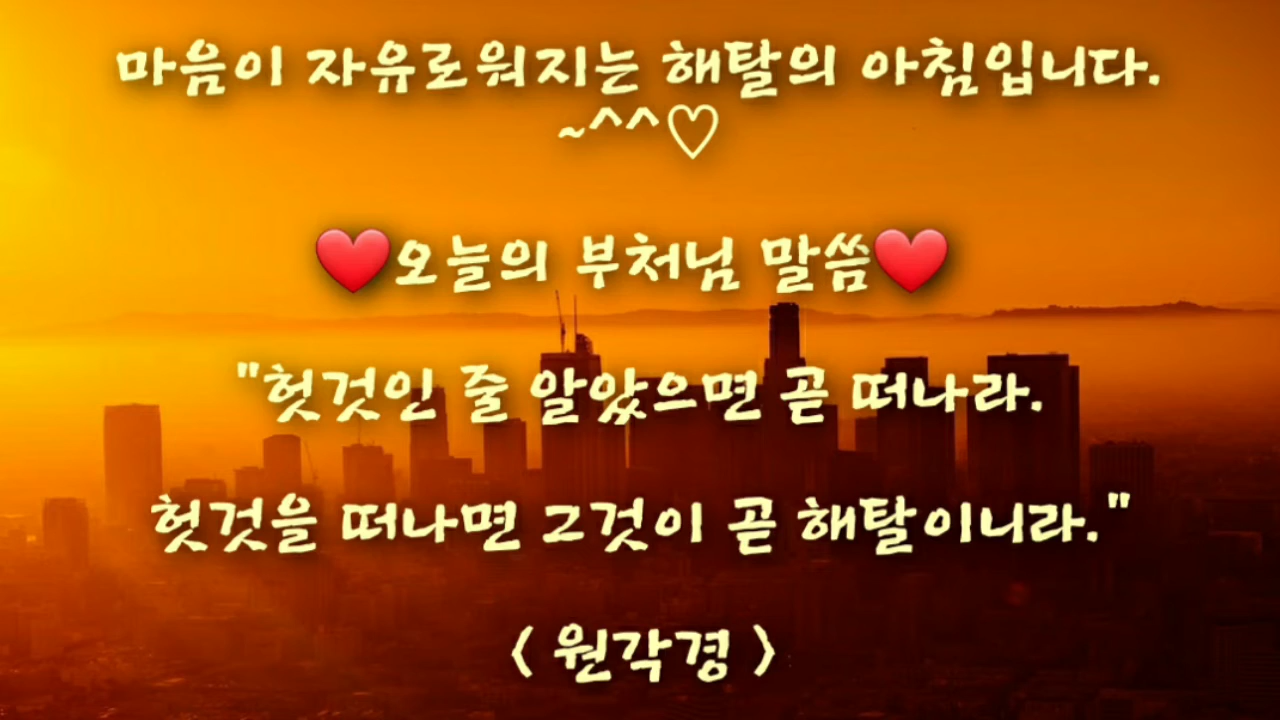 마음이 자유로워지는 해탈의 아침입니다.
~^^♡
❤오늘의 부처님 말씀❤
"헛것인 줄 알았으면 곧 떠나라.
헛것을 떠나면 그것이 곧 해탈이니라."
< 원각경 >